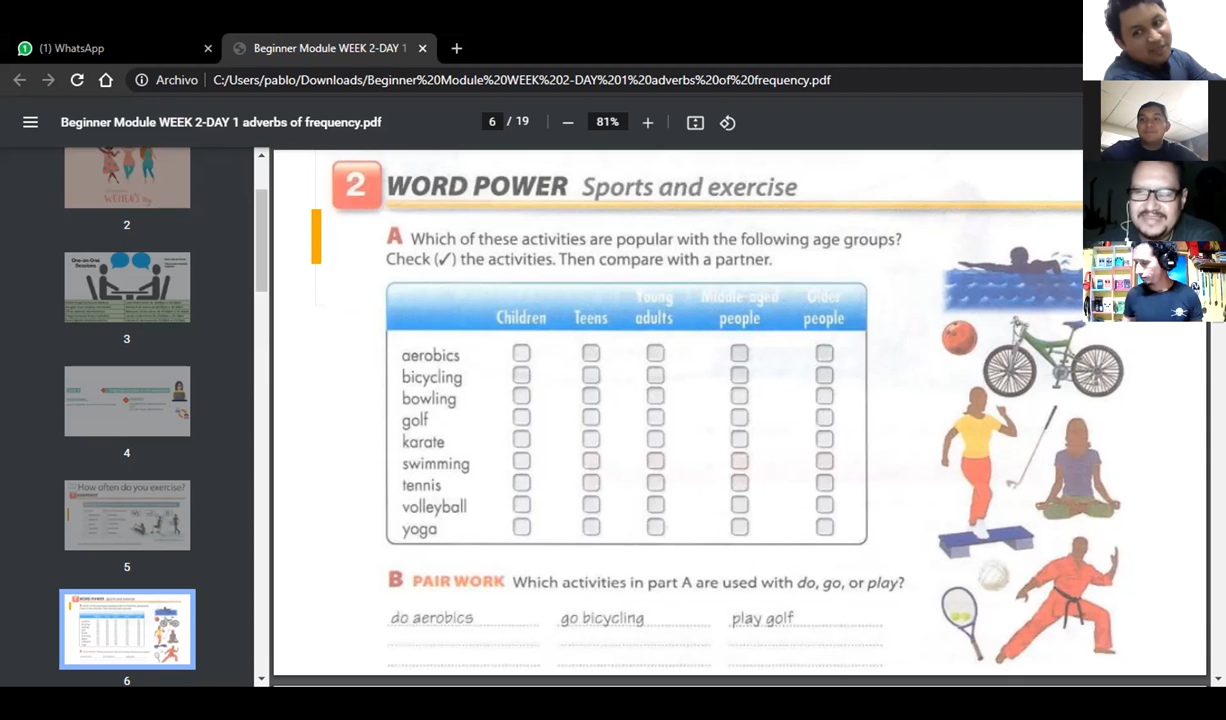 (1) WhatsApp
Beginner Module WEEK 2-DAY 1
Archivo C:/Users/pablo/Downloads/Beginner%20Module%20WEEK%202-DAY%201%20adverbs%20of%20frequency.pdf
Beginner Module WEEK 2-DAY 1 adverbs of frequency.pdf
6 / 19
81%
2
3
One-on-One
Sessions
4
How often do you exercise?
5
6
2 WORD POWER Sports and exercise
A Which of these activities are popular with the following age groups?
Check (✓) the activities. Then compare with a partner.
Young Middle-aged Older
Children Teens adults people people
aerobics
bicycling
bowling
golf
karate
swimming
tennis
volleyball
yoga
B PAIR WORK Which activities in part A are used with do, go, or play?
do aerobics go bicycling play golf